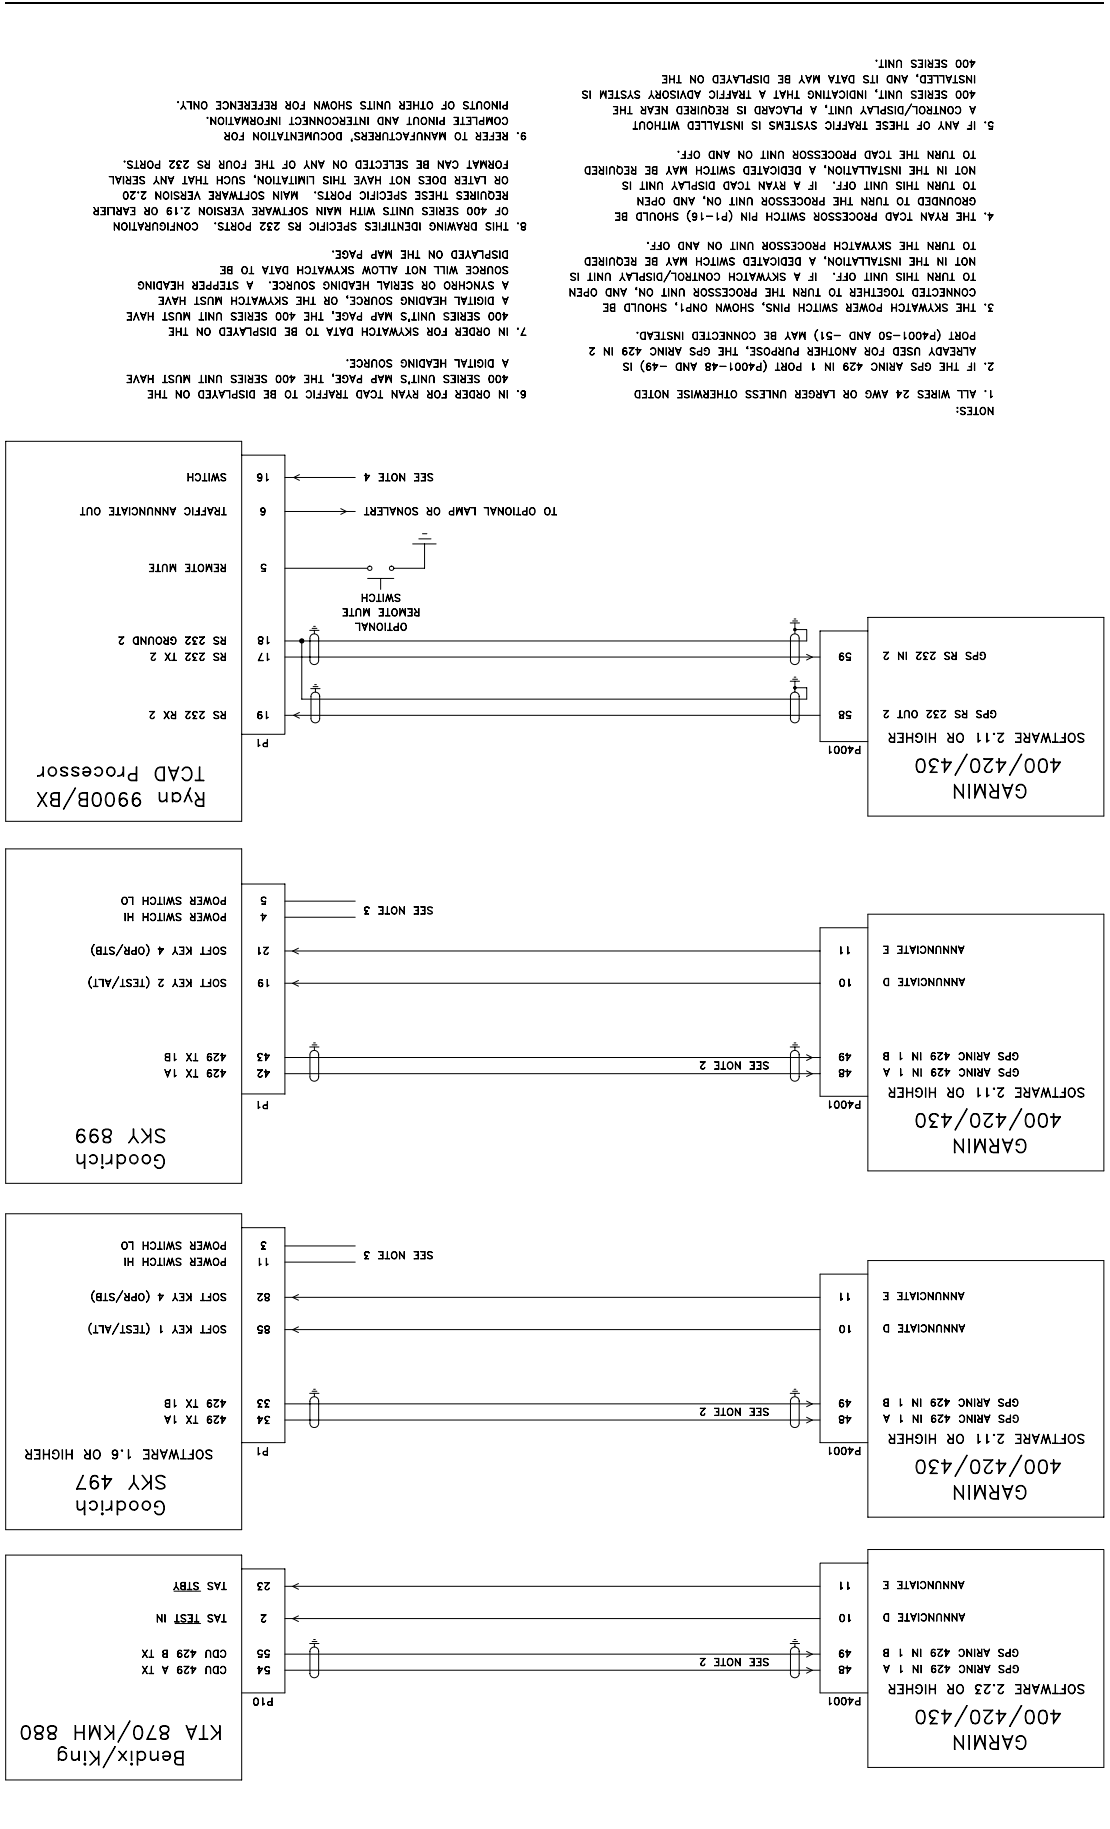 GARMIN
400/420/430
SOFTWARE 2.23 OR HIGHER
P4001
GPS ARINC 429 IN 1 A 48
GPS ARINC 429 IN 1 B 49
ANNUNCIATE D 10
ANNUNCIATE E 11
SEE NOTE 2
Bendix/King
KTA 870/KMH 880
P10
54 CDU 429 A TX
55 CDU 429 B TX
2 TAS TEST IN
23 TAS STBY
GARMIN
400/420/430
SOFTWARE 2.11 OR HIGHER
P4001
GPS ARINC 429 IN 1 A 48
GPS ARINC 429 IN 1 B 49
ANNUNCIATE D 10
ANNUNCIATE E 11
SEE NOTE 2
Goodrich
SKY 497
SOFTWARE 1.6 OR HIGHER
P1
34 429 TX 1A
33 429 TX 1B
85 SOFT KEY 1 (TEST/ALT)
82 SOFT KEY 4 (OPR/STB)
11 POWER SWITCH HI
SEE NOTE 3
3 POWER SWITCH LO
GARMIN
400/420/430
SOFTWARE 2.11 OR HIGHER
P4001
GPS ARINC 429 IN 1 A 48
GPS ARINC 429 IN 1 B 49
ANNUNCIATE D 10
ANNUNCIATE E 11
SEE NOTE 2
Goodrich
SKY 899
P1
42 429 TX 1A
43 429 TX 1B
19 SOFT KEY 2 (TEST/ALT)
21 SOFT KEY 4 (OPR/STB)
4 POWER SWITCH HI
SEE NOTE 3
5 POWER SWITCH LO
GARMIN
400/420/430
SOFTWARE 2.11 OR HIGHER
P4001
GPS RS 232 OUT 2 58
GPS RS 232 IN 2 59
Ryan 9900B/BX
TCAD Processor
P1
19 RS 232 RX 2
17 RS 232 TX 2
18 RS 232 GROUND 2
OPTIONAL
REMOTE MUTE
SWITCH
5 REMOTE MUTE
TO OPTIONAL LAMP OR SONALERT 6 TRAFFIC ANNUNCIATE OUT
SEE NOTE 4 16 SWITCH
NOTES:
1. ALL WIRES 24 AWG OR LARGER UNLESS OTHERWISE NOTED
2. IF THE GPS ARINC 429 IN 1 PORT (P4001-48 AND -49) IS
ALREADY USED FOR ANOTHER PURPOSE, THE GPS ARINC 429 IN 2
PORT (P4001-50 AND -51) MAY BE CONNECTED INSTEAD.
3. THE SKYWATCH POWER SWITCH PINS, SHOWN ONP1, SHOULD BE
CONNECTED TOGETHER TO TURN THE PROCESSOR UNIT ON, AND OPEN
TO TURN THIS UNIT OFF. IF A SKYWATCH CONTROL/DISPLAY UNIT IS
NOT IN THE INSTALLATION, A DEDICATED SWITCH MAY BE REQUIRED
TO TURN THE SKYWATCH PROCESSOR UNIT ON AND OFF.
4. THE RYAN TCAD PROCESSOR SWITCH PIN (P1-16) SHOULD BE
GROUNDED TO TURN THE PROCESSOR UNIT ON, AND OPEN
TO TURN THIS UNIT OFF. IF A RYAN TCAD DISPLAY UNIT IS
NOT IN THE INSTALLATION, A DEDICATED SWITCH MAY BE REQUIRED
TO TURN THE TCAD PROCESSOR UNIT ON AND OFF.
5. IF ANY OF THESE TRAFFIC SYSTEMS IS INSTALLED WITHOUT
A CONTROL/DISPLAY UNIT, A PLACARD IS REQUIRED NEAR THE
400 SERIES UNIT, INDICATING THAT A TRAFFIC ADVISORY SYSTEM IS
INSTALLED, AND ITS DATA MAY BE DISPLAYED ON THE
400 SERIES UNIT.
6. IN ORDER FOR RYAN TCAD TRAFFIC TO BE DISPLAYED ON THE
400 SERIES UNIT'S MAP PAGE, THE 400 SERIES UNIT MUST HAVE
A DIGITAL HEADING SOURCE.
7. IN ORDER FOR SKYWATCH DATA TO BE DISPLAYED ON THE
400 SERIES UNIT'S MAP PAGE, THE 400 SERIES UNIT MUST HAVE
A DIGITAL HEADING SOURCE, OR THE SKYWATCH MUST HAVE
A SYNCHRO OR SERIAL HEADING SOURCE. A STEPPER HEADING
SOURCE WILL NOT ALLOW SKYWATCH DATA TO BE
DISPLAYED ON THE MAP PAGE.
8. THIS DRAWING IDENTIFIES SPECIFIC RS 232 PORTS. CONFIGURATION
OF 400 SERIES UNITS WITH MAIN SOFTWARE VERSION 2.19 OR EARLIER
REQUIRES THESE SPECIFIC PORTS. MAIN SOFTWARE VERSION 2.20
OR LATER DOES NOT HAVE THIS LIMITATION, SUCH THAT ANY SERIAL
FORMAT CAN BE SELECTED ON ANY OF THE FOUR RS 232 PORTS.
9. REFER TO MANUFACTURERS' DOCUMENTATION FOR
COMPLETE PINOUT AND INTERCONNECT INFORMATION.
PINOUTS OF OTHER UNITS SHOWN FOR REFERENCE ONLY.